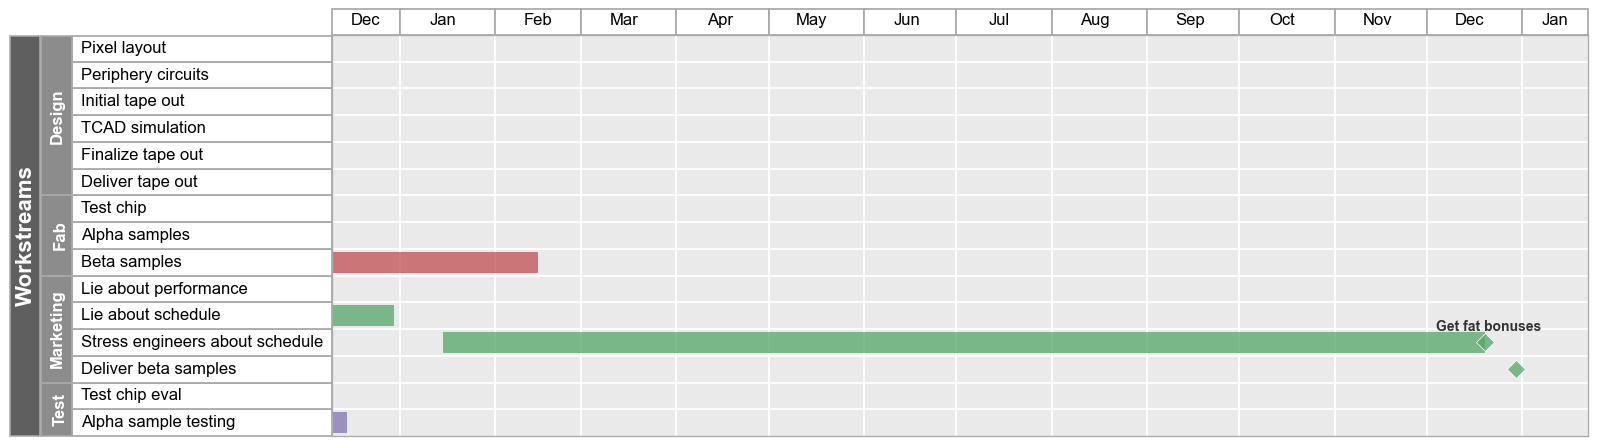 Dec Jan Feb Mar Apr May Jun Jul Aug Sep Oct Nov Dec Jan
Workstreams
Design
Pixel layout
Periphery circuits
Initial tape out
TCAD simulation
Finalize tape out
Deliver tape out
Fab
Test chip
Alpha samples
Beta samples
Marketing
Lie about performance
Lie about schedule
Get fat bonuses
Stress engineers about schedule
Deliver beta samples
Test
Test chip eval
Alpha sample testing